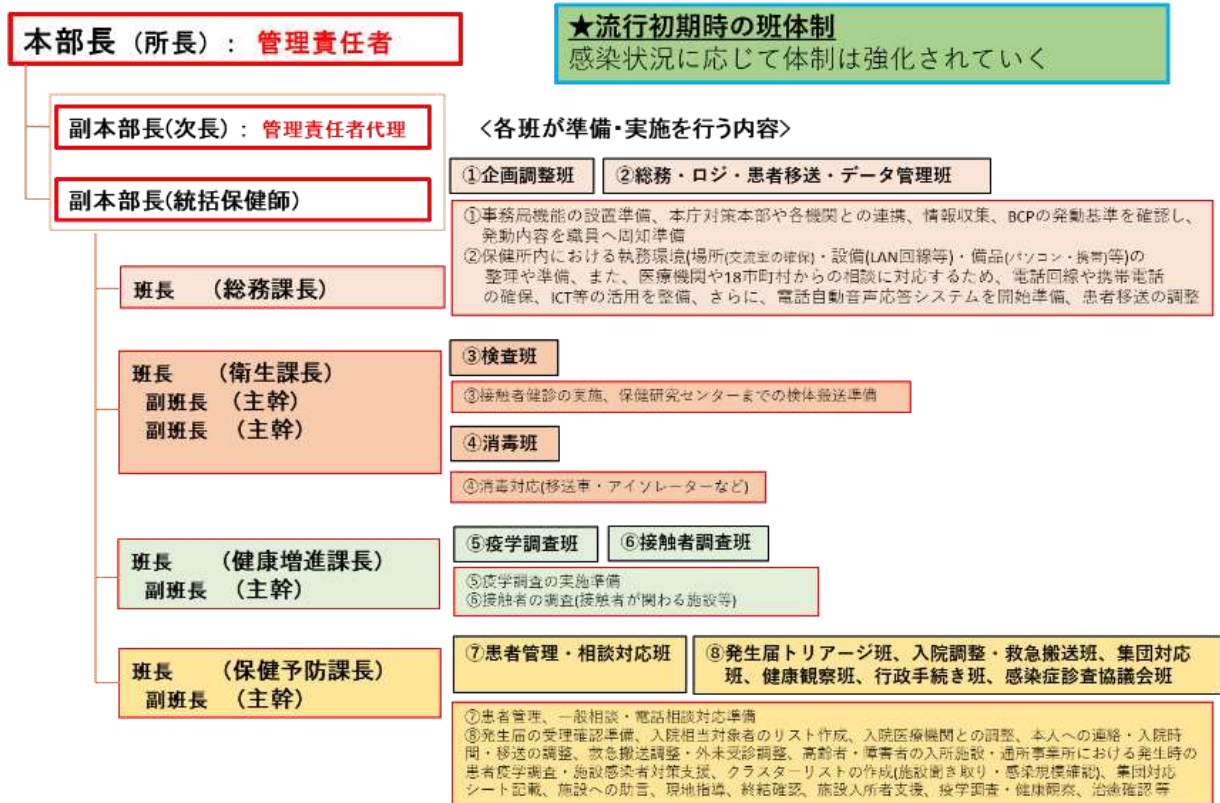 本部長（所長）： 管理責任者
★流行初期時の班体制
感染状況に応じて体制は強化されていく
副本部長(次長)： 管理責任者代理
副本部長(統括保健師)
<各班が準備･実施を行う内容>
①企画調整班
②総務・ロジ・患者移送・データ管理班
①事務局機能の設置準備、本庁対策本部や各機関との連携、情報収集、BCPの発動基準を確認し、
発動内容を職員へ周知準備
②保健所内における執務環境(場所(交流室の確保)・設備(LAN回線等)・備品(パソコン・携帯)等)の
整理や準備、また、医療機関や18市町村からの相談に対応するため、電話回線や携帯電話
の確保、ICT等の活用を整備、さらに、電話自動音声応答システムを開始準備、患者移送の調整
班長　（総務課長）
班長　（衛生課長）
副班長　（主幹）
副班長　（主幹）
③検査班
③接触者健診の実施、保健研究センターまでの検体搬送準備
④消毒班
④消毒対応(移送車・アイソレーターなど)
班長　（健康増進課長）
副班長　（主幹）
⑤疫学調査班
⑥接触者調査班
⑤疫学調査の実施準備
⑥接触者の調査(接触者が関わる施設等)
班長　（保健予防課長）
副班長　（主幹）
⑦患者管理・相談対応班
⑧発生届トリアージ班、入院調整・救急搬送班、集団対応
班、健康観察班、行政手続き班、感染症診査協議会班
⑦患者管理、一般相談・電話相談対応準備
⑧発生届の受理確認準備、入院相当対象者のリスト作成、入院医療機関との調整、本人への連絡・入院時
間・移送の調整、救急搬送調整・外来受診調整、高齢者・障害者の入所施設・通所事業所における発生時の
患者疫学調査・施設感染者対策支援、クラスターリストの作成(施設聞き取り・感染規模確認)、集団対応
シート記載、施設への助言、現地指導、終結確認、施設入所者支援、疫学調査・健康観察、治癒確認 等